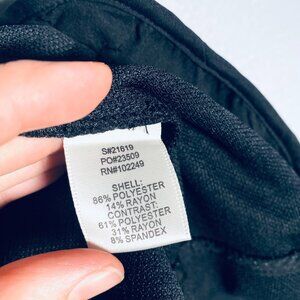 S#21619
PO#23509
RN#102249
SHELL:
86% POLYESTER
14% RAYON
CONTRAST:
61% POLYESTER
31% RAYON
8% SPANDEX